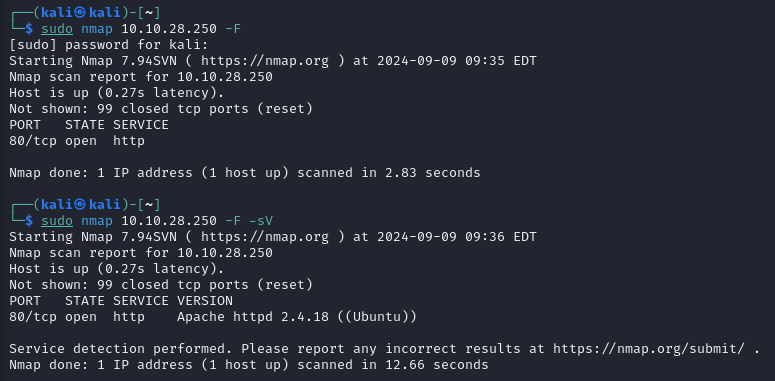 ┌──(kali㉿kali)-[~]
└─$ sudo nmap 10.10.28.250 -F
[sudo] password for kali:
Starting Nmap 7.94SVN ( https://nmap.org ) at 2024-09-09 09:35 EDT
Nmap scan report for 10.10.28.250
Host is up (0.27s latency).
Not shown: 99 closed tcp ports (reset)
PORT   STATE SERVICE
80/tcp open  http
Nmap done: 1 IP address (1 host up) scanned in 2.83 seconds
┌──(kali㉿kali)-[~]
└─$ sudo nmap 10.10.28.250 -F -sV
Starting Nmap 7.94SVN ( https://nmap.org ) at 2024-09-09 09:36 EDT
Nmap scan report for 10.10.28.250
Host is up (0.27s latency).
Not shown: 99 closed tcp ports (reset)
PORT   STATE SERVICE VERSION
80/tcp open  http    Apache httpd 2.4.18 ((Ubuntu))
Service detection performed. Please report any incorrect results at https://nmap.org/submit/ .
Nmap done: 1 IP address (1 host up) scanned in 12.66 seconds